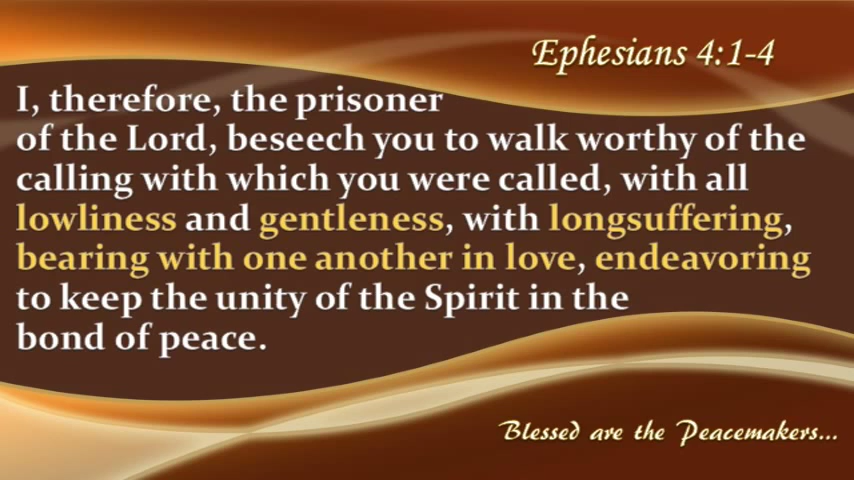 Ephesians 4:1-4
I, therefore, the prisoner
of the Lord, beseech you to walk worthy of the
calling with which you were called, with all
lowliness and gentleness, with longsuffering,
bearing with one another in love, endeavoring
to keep the unity of the Spirit in the
bond of peace.
Blessed are the Peacemakers...